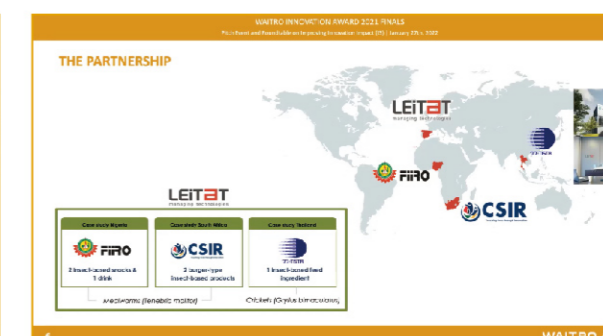 WAITRO INNOVATION AWARD 2021 FINALS
THE PARTNERSHIP
LEITAT
managing technologies
FIIRO
CSIR
LEITAT
managing technologies
Case study Nigeria
Case study South Africa
Case study Thailand
FIIRO
CSIR
2 Insect-based snacks &
1 drink
2 burger-type
insect-based products
1 Insect-based feed
ingredient
Mealworms (Tenebrio molitor)
Crickets (Gryllus bimaculatus)
WAITRO